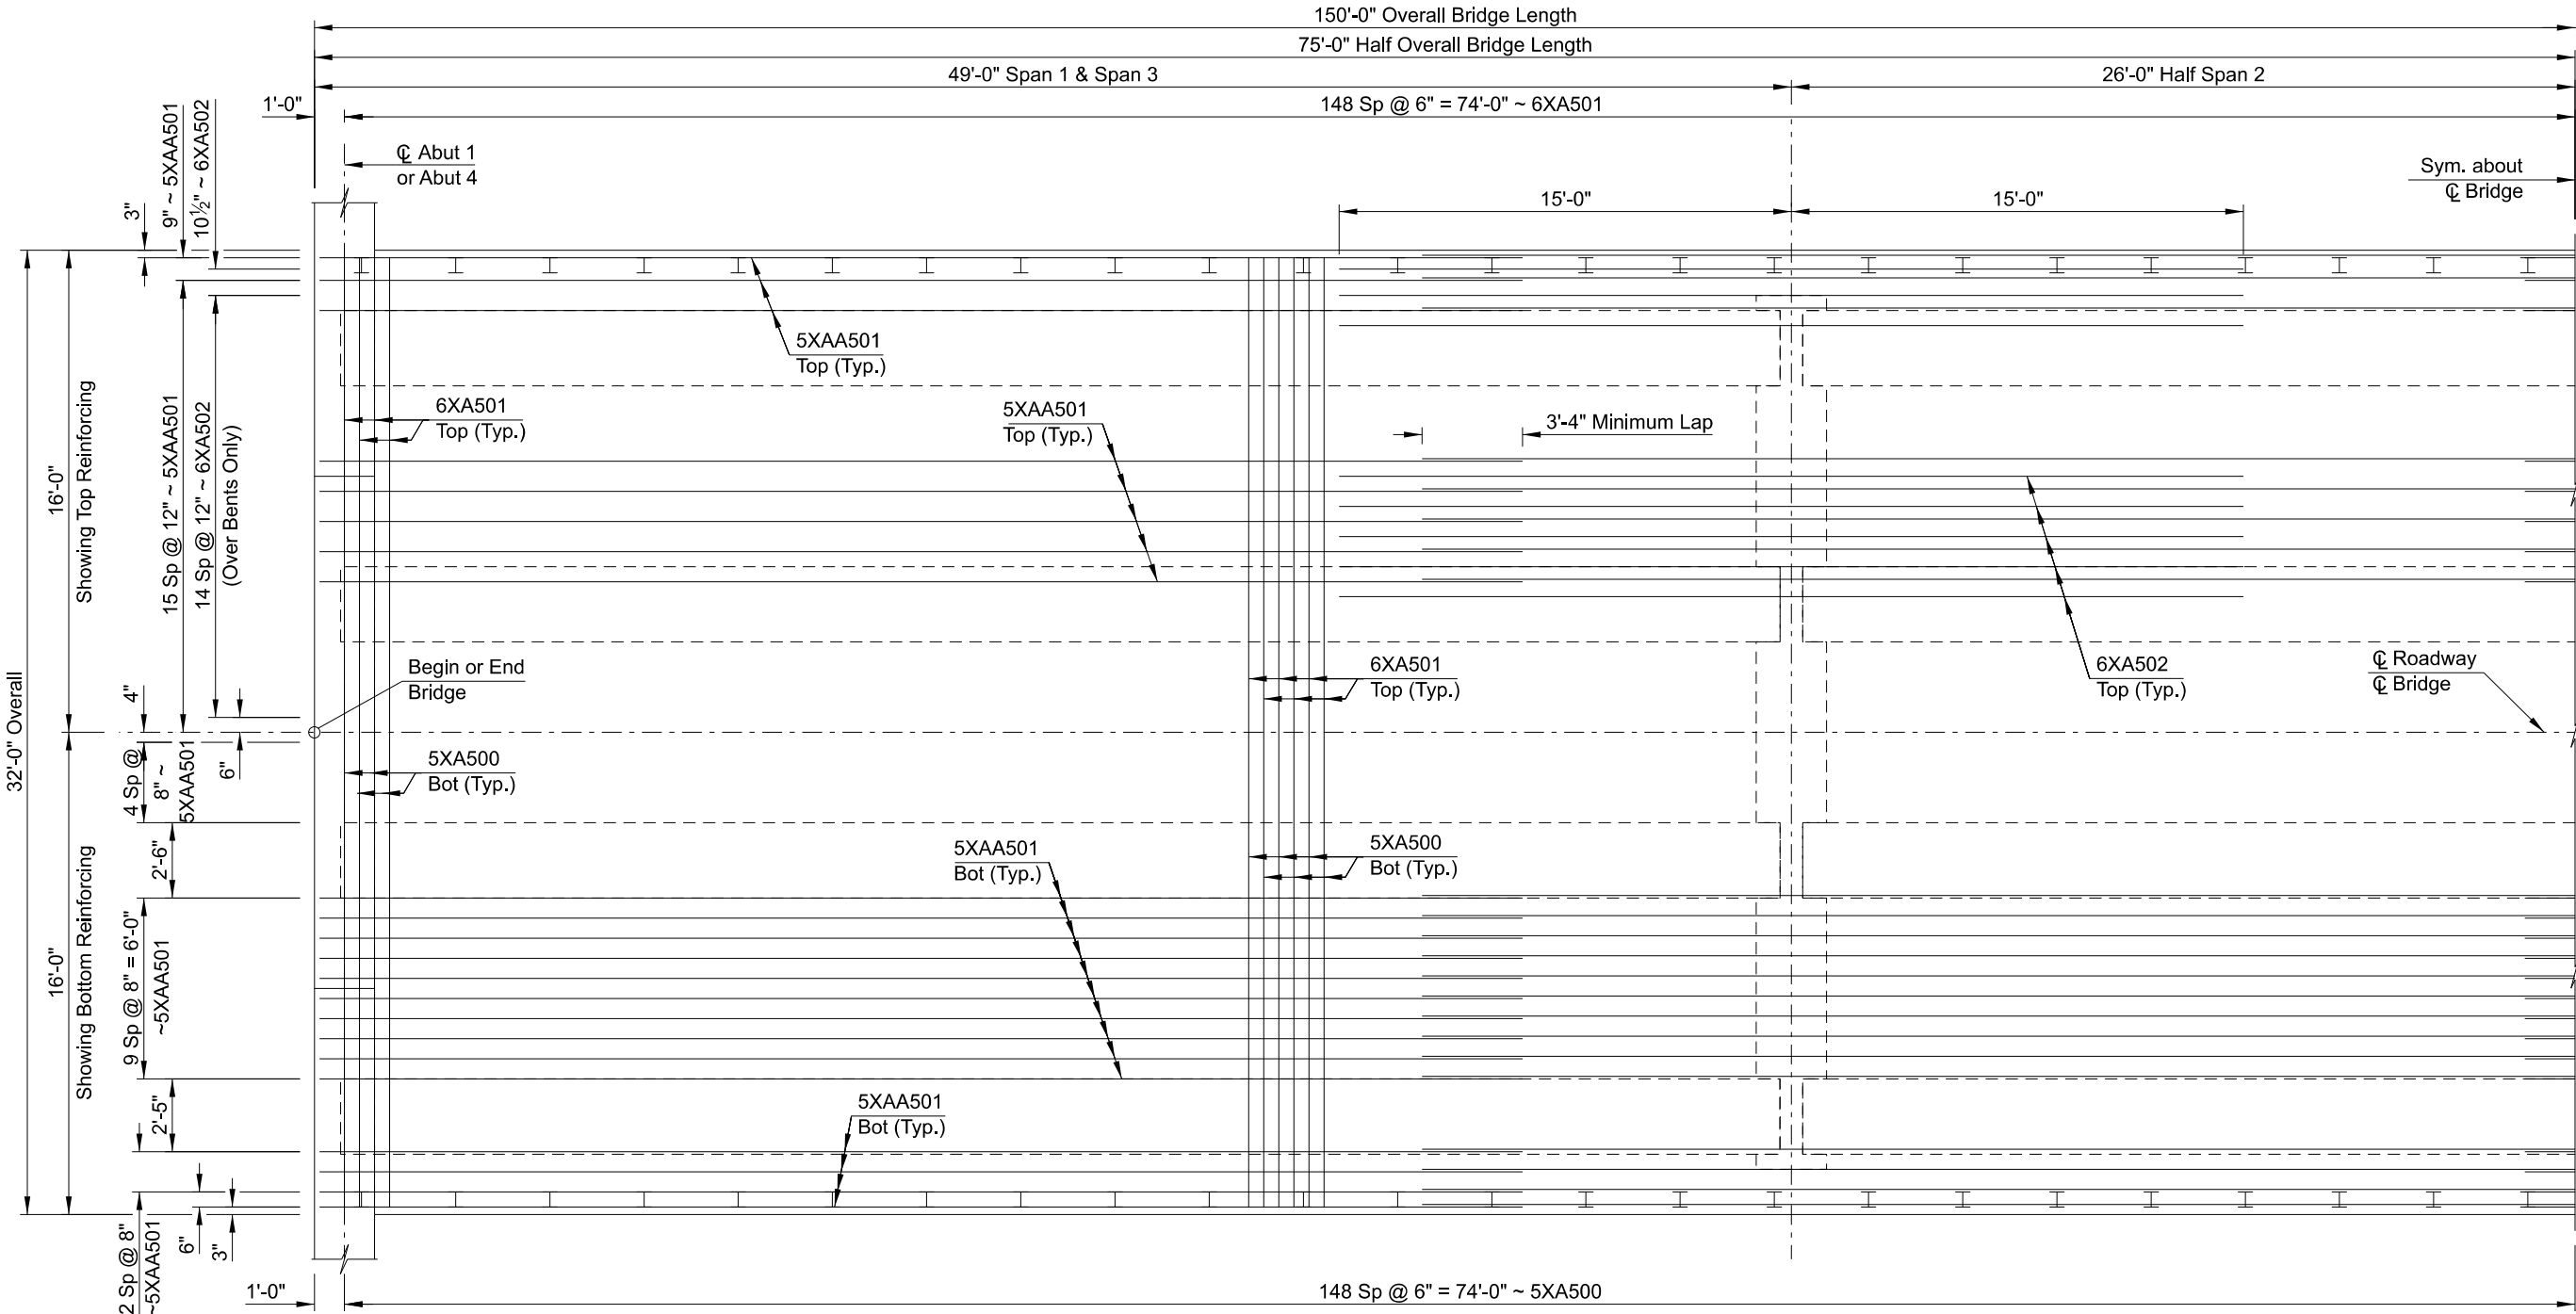 150'-0" Overall Bridge Length
75'-0" Half Overall Bridge Length
49'-0" Span 1 & Span 3
26'-0" Half Span 2
1'-0"
148 Sp @ 6" = 74'-0" ~ 6XA501
9" ~ 5XAA501
10½" ~ 6XA502
3"
℄ Abut 1
or Abut 4
Sym. about
℄ Bridge
15'-0"
15'-0"
5XAA501
Top (Typ.)
6XA501
Top (Typ.)
5XAA501
Top (Typ.)
3'-4" Minimum Lap
32'-0" Overall
16'-0"
Showing Top Reinforcing
15 Sp @ 12" ~ 5XAA501
14 Sp @ 12" ~ 6XA502
(Over Bents Only)
Begin or End
Bridge
6XA501
Top (Typ.)
6XA502
Top (Typ.)
℄ Roadway
℄ Bridge
4"
6"
4 Sp @
8" ~
5XAA501
5XA500
Bot (Typ.)
2'-6"
5XAA501
Bot (Typ.)
5XA500
Bot (Typ.)
16'-0"
Showing Bottom Reinforcing
9 Sp @ 8" = 6'-0"
~5XAA501
2'-5"
5XAA501
Bot (Typ.)
2 Sp @ 8"
~5XAA501
6"
3"
1'-0"
148 Sp @ 6" = 74'-0" ~ 5XA500